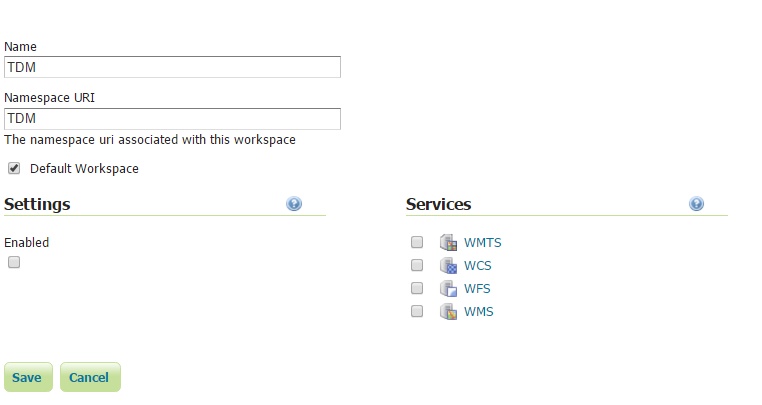 Name
TDM
Namespace URI
TDM
The namespace uri associated with this workspace
Default Workspace
Settings
Enabled
Services
WMTS
WCS
WFS
WMS
Save
Cancel